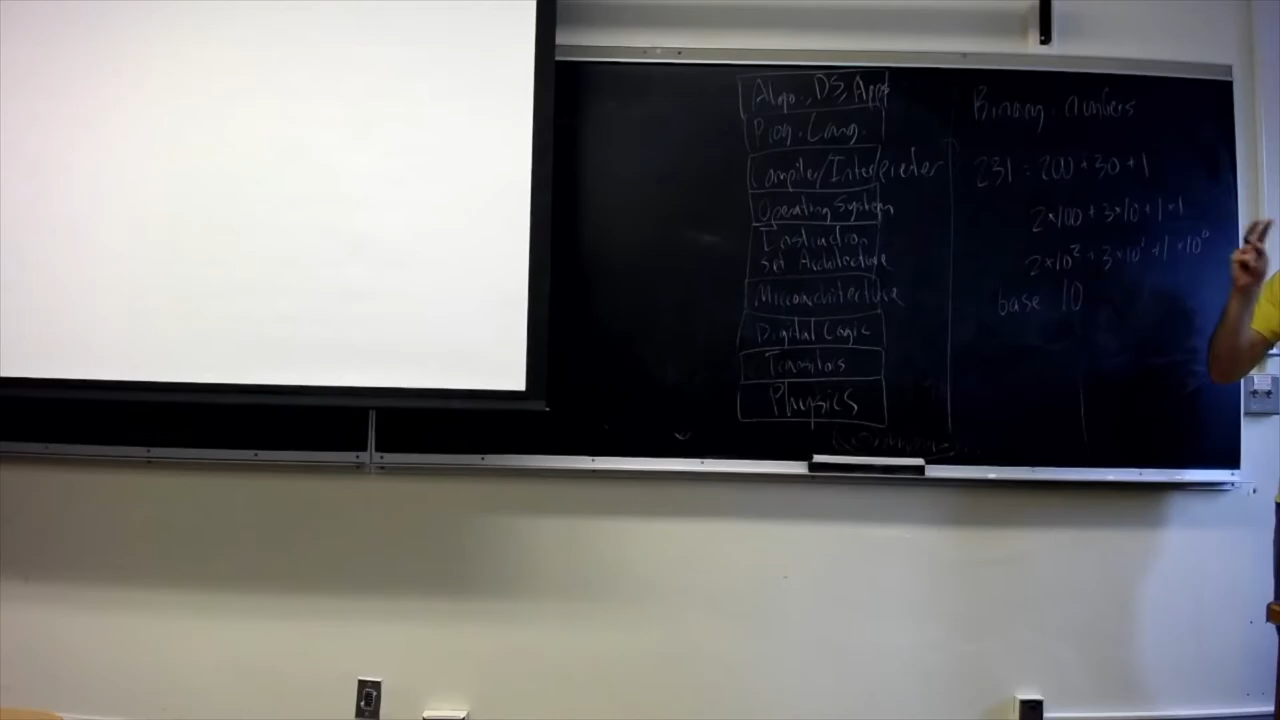 Algo., DS, Apps
Prog. Lang.
Compiler/Interpreter
Operating System
Instruction
Set Architecture
Microarchitecture
Digital Logic
Transitors
Physics
Binary numbers
231 = 200 + 30 + 1
2×100 + 3×10 + 1×1
2×10² + 3×10¹ + 1×10⁰
base 10